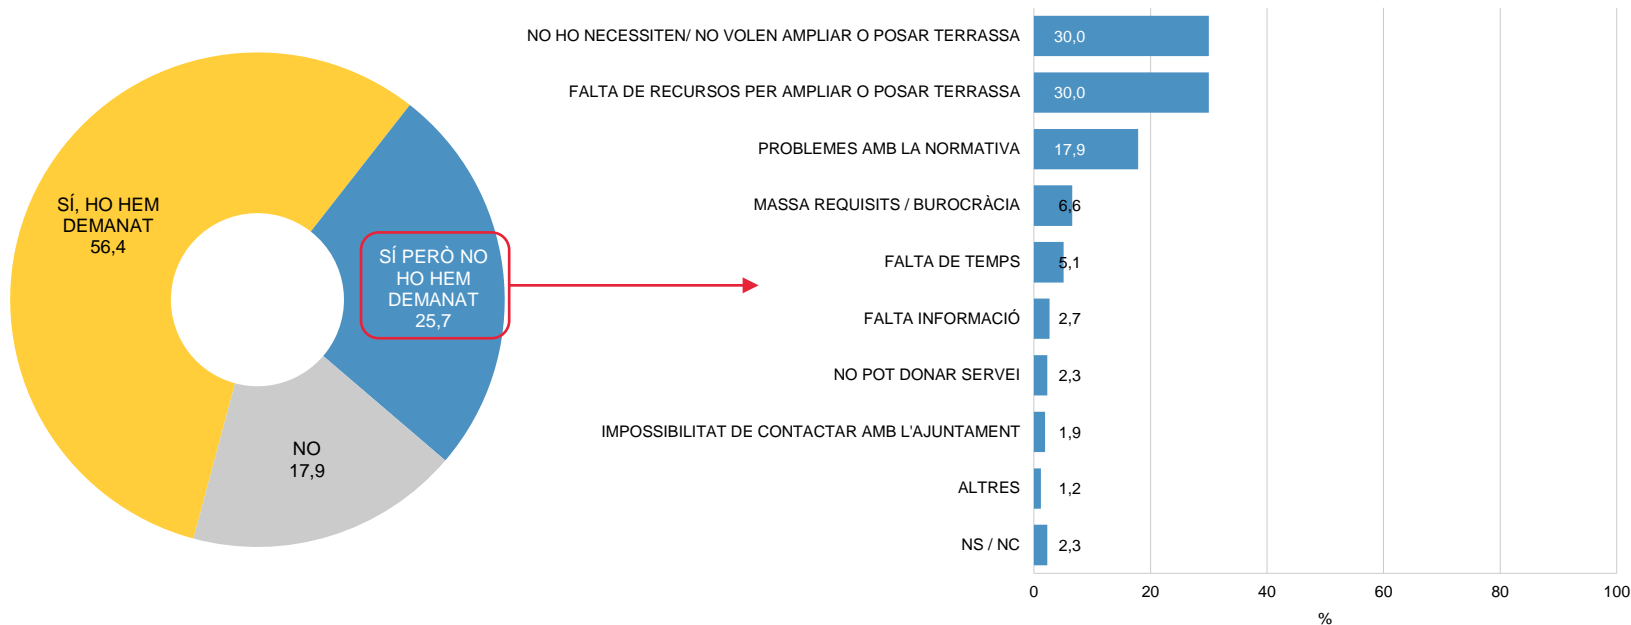 SÍ, HO HEM
DEMANAT
56,4
SÍ PERÒ NO
HO HEM
DEMANAT
25,7
NO
17,9
NO HO NECESSITEN/ NO VOLEN AMPLIAR O POSAR TERRASSA 30,0
FALTA DE RECURSOS PER AMPLIAR O POSAR TERRASSA 30,0
PROBLEMES AMB LA NORMATIVA 17,9
MASSA REQUISITS / BUROCRÀCIA 6,6
FALTA DE TEMPS 5,1
FALTA INFORMACIÓ 2,7
NO POT DONAR SERVEI 2,3
IMPOSSIBILITAT DE CONTACTAR AMB L'AJUNTAMENT 1,9
ALTRES 1,2
NS / NC 2,3
0 20 40 60 80 100
%